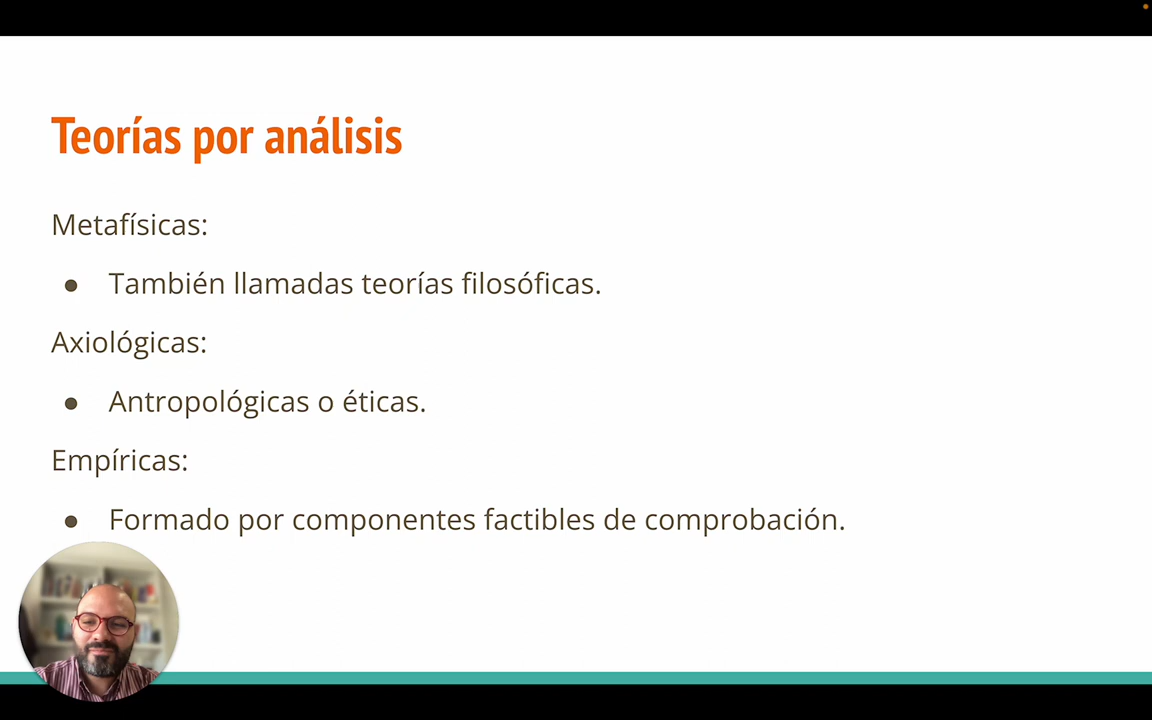 Teorías por análisis
Metafísicas:
● También llamadas teorías filosóficas.
Axiológicas:
● Antropológicas o éticas.
Empíricas:
● Formado por componentes factibles de comprobación.